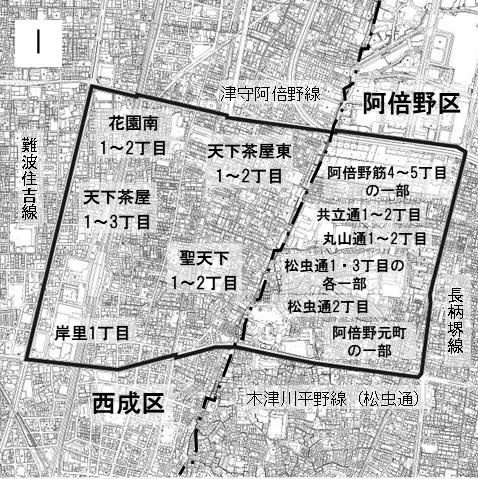 I
津守阿倍野線
阿倍野区
難波住吉線
花園南
1～2丁目
天下茶屋東
1～2丁目
阿倍野筋4～5丁目
の一部
天下茶屋
1～3丁目
共立通1～2丁目
丸山通1～2丁目
聖天下
1～2丁目
松虫通1・3丁目の
各一部
松虫通2丁目
長柄堺線
岸里1丁目
阿倍野元町
の一部
西成区
木津川平野線（松虫通）